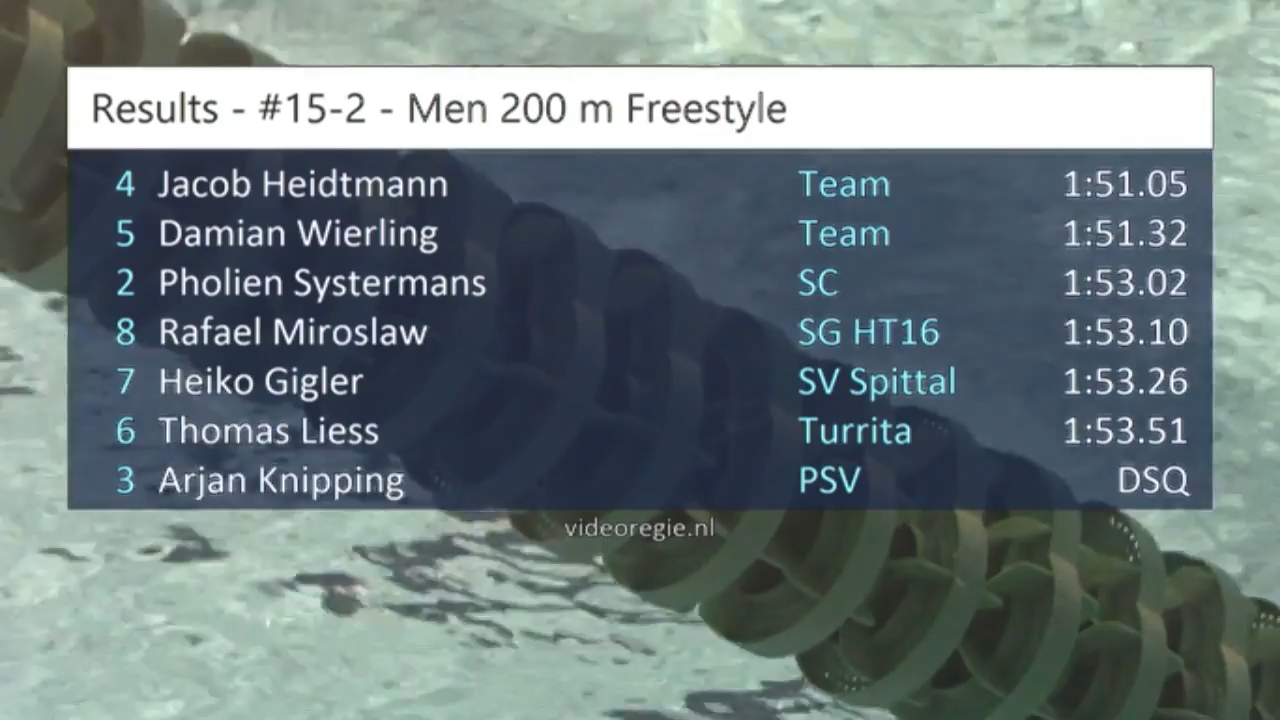 Results - #15-2 - Men 200 m Freestyle
4 Jacob Heidtmann Team 1:51.05
5 Damian Wierling Team 1:51.32
2 Pholien Systermans SC 1:53.02
8 Rafael Miroslaw SG HT16 1:53.10
7 Heiko Gigler SV Spittal 1:53.26
6 Thomas Liess Turrita 1:53.51
3 Arjan Knipping PSV DSQ
videoregie.nl